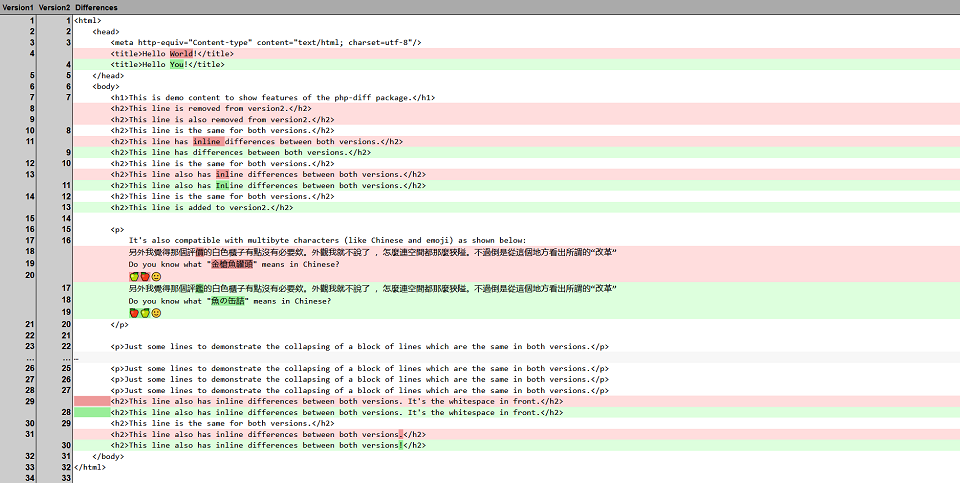 Version1 Version2 Differences
1 1 <html>
2 2 <head>
3 3 <meta http-equiv="Content-type" content="text/html; charset=utf-8"/>
4 <title>Hello World!</title>
4 <title>Hello You!</title>
5 5 </head>
6 6 <body>
7 7 <h1>This is demo content to show features of the php-diff package.</h1>
8 <h2>This line is removed from version2.</h2>
9 <h2>This line is also removed from version2.</h2>
10 8 <h2>This line is the same for both versions.</h2>
11 <h2>This line has inline differences between both versions.</h2>
9 <h2>This line has differences between both versions.</h2>
12 10 <h2>This line is the same for both versions.</h2>
13 <h2>This line also has inline differences between both versions.</h2>
11 <h2>This line also has InLine differences between both versions.</h2>
14 12 <h2>This line is the same for both versions.</h2>
13 <h2>This line is added to version2.</h2>
15 14
16 15 <p>
17 16 It's also compatible with multibyte characters (like Chinese and emoji) as shown below:
18 另外我覺得那個評價的白色櫃子有點沒有必要欸。外觀我就不說了 , 怎麼連空間都那麼狹隘。不過倒是從這個地方看出所謂的“改革”
19 Do you know what "金槍魚罐頭" means in Chinese?
20 🍏🍎🙂
17 另外我覺得那個評鑑的白色櫃子有點沒有必要欸。外觀我就不說了 , 怎麼連空間都那麼狹隘。不過倒是從這個地方看出所謂的“改革”
18 Do you know what "魚の缶詰" means in Chinese?
19 🍎🍏🙂
21 20 </p>
22 21
23 22 <p>Just some lines to demonstrate the collapsing of a block of lines which are the same in both versions.</p>
… … …
26 25 <p>Just some lines to demonstrate the collapsing of a block of lines which are the same in both versions.</p>
27 26 <p>Just some lines to demonstrate the collapsing of a block of lines which are the same in both versions.</p>
28 27 <p>Just some lines to demonstrate the collapsing of a block of lines which are the same in both versions.</p>
29 <h2>This line also has inline differences between both versions. It's the whitespace in front.</h2>
28 <h2>This line also has inline differences between both versions. It's the whitespace in front.</h2>
30 29 <h2>This line is the same for both versions.</h2>
31 <h2>This line also has inline differences between both versions.</h2>
30 <h2>This line also has inline differences between both versions!</h2>
32 31 </body>
33 32 </html>
34 33